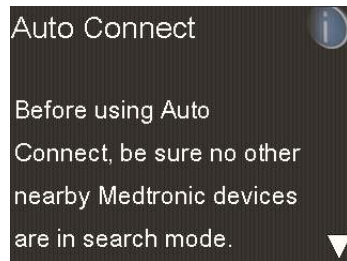 Auto Connect
Before using Auto
Connect, be sure no other
nearby Medtronic devices
are in search mode.